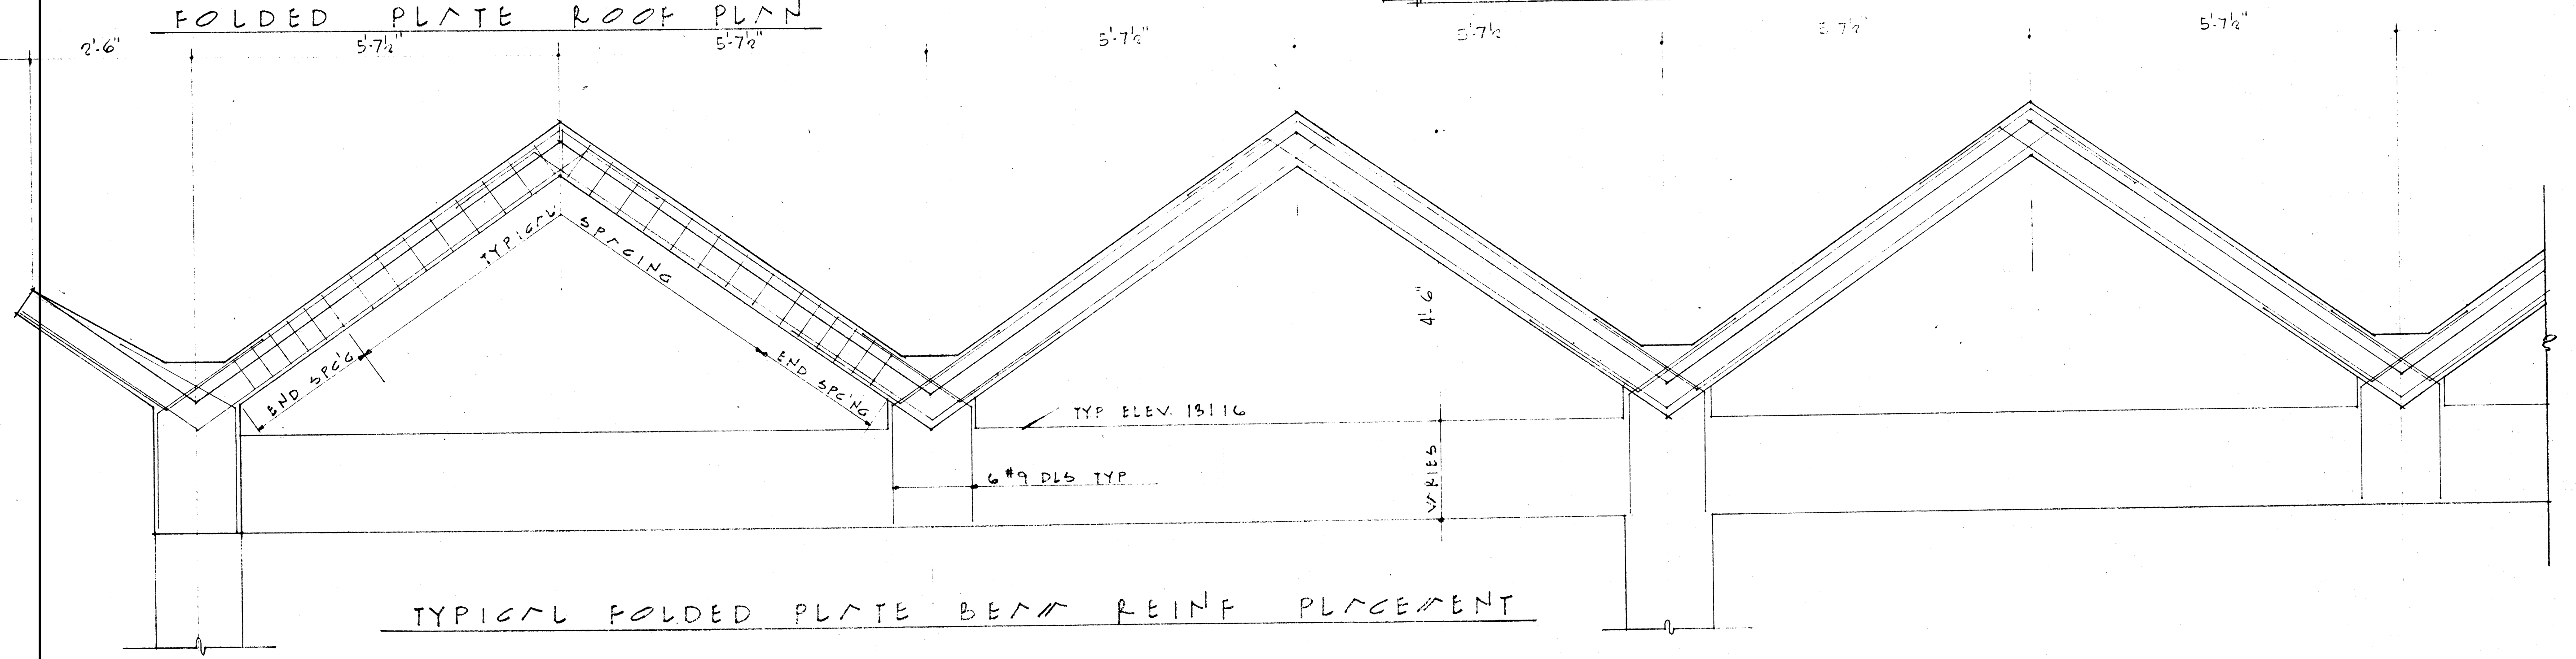 FOLDED PLATE ROOF PLAN
2'-6" 5'-7½" 5'-7½" 5'-7½" 5'-7½ 5'-7½" 5'-7½"
TYPICAL SPACING
END SPC'G END SPC'NG
4'-6"
TYP ELEV. 131.16
VARIES
6 #9 DLS TYP
TYPICAL FOLDED PLATE BEAM REINF PLACEMENT